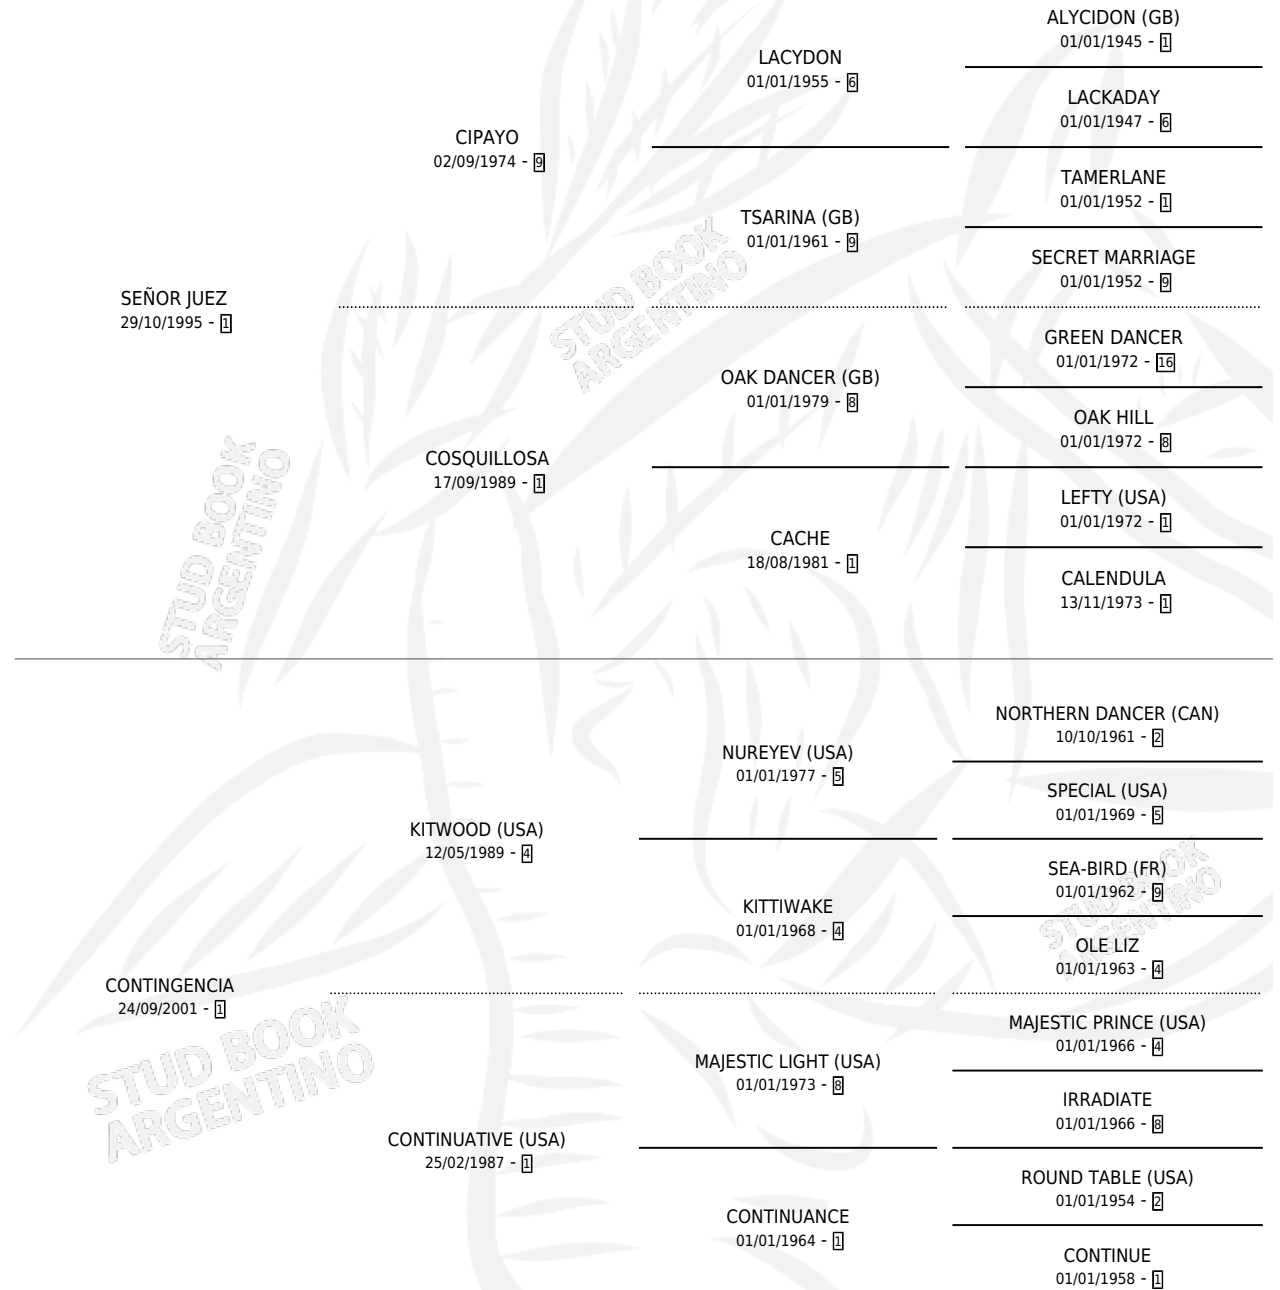 SEÑOR JUEZ
29/10/1995 - 1
CIPAYO
02/09/1974 - 9
COSQUILLOSA
17/09/1989 - 1
LACYDON
01/01/1955 - 6
TSARINA (GB)
01/01/1961 - 9
OAK DANCER (GB)
01/01/1979 - 8
CACHE
18/08/1981 - 1
ALYCIDON (GB)
01/01/1945 - 1
LACKADAY
01/01/1947 - 6
TAMERLANE
01/01/1952 - 1
SECRET MARRIAGE
01/01/1952 - 9
GREEN DANCER
01/01/1972 - 16
OAK HILL
01/01/1972 - 8
LEFTY (USA)
01/01/1972 - 1
CALENDULA
13/11/1973 - 1
CONTINGENCIA
24/09/2001 - 1
KITWOOD (USA)
12/05/1989 - 4
CONTINUATIVE (USA)
25/02/1987 - 1
NUREYEV (USA)
01/01/1977 - 5
KITTIWAKE
01/01/1968 - 4
MAJESTIC LIGHT (USA)
01/01/1973 - 8
CONTINUANCE
01/01/1964 - 1
NORTHERN DANCER (CAN)
10/10/1961 - 2
SPECIAL (USA)
01/01/1969 - 5
SEA-BIRD (FR)
01/01/1962 - 9
OLE LIZ
01/01/1963 - 4
MAJESTIC PRINCE (USA)
01/01/1966 - 4
IRRADIATE
01/01/1966 - 8
ROUND TABLE (USA)
01/01/1954 - 2
CONTINUE
01/01/1958 - 1
STUD BOOK
ARGENTINO
STUD BOOK
ARGENTINO
STUD BOOK
ARGENTINO
STUD BOOK
ARGENTINO